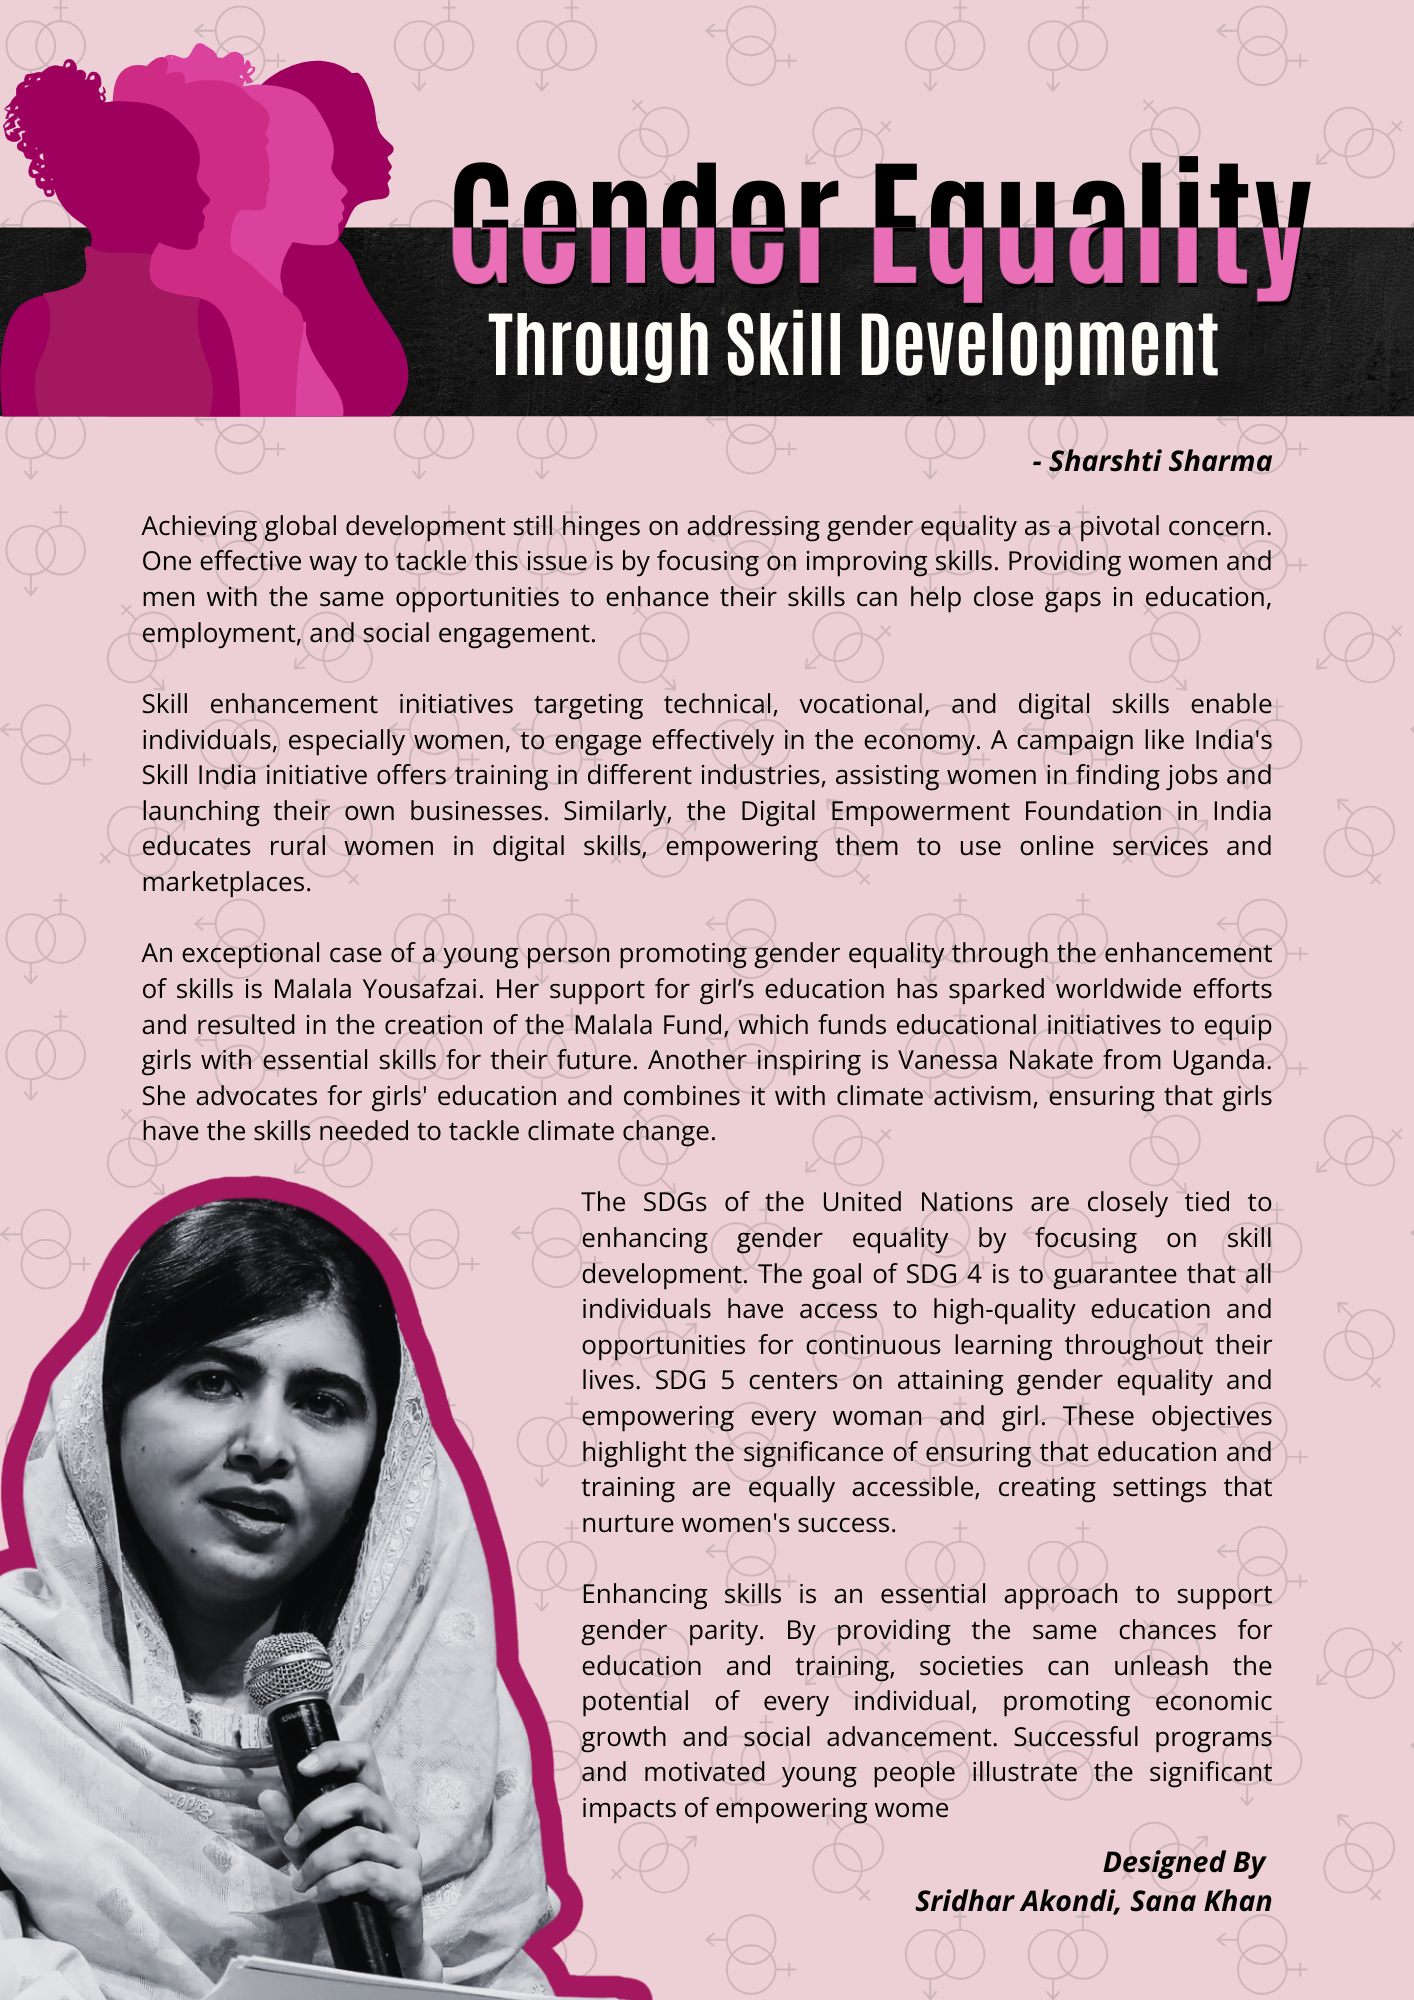 Gender Equality
Through Skill Development
- Sharshti Sharma
Achieving global development still hinges on addressing gender equality as a pivotal concern.
One effective way to tackle this issue is by focusing on improving skills. Providing women and
men with the same opportunities to enhance their skills can help close gaps in education,
employment, and social engagement.
Skill enhancement initiatives targeting technical, vocational, and digital skills enable
individuals, especially women, to engage effectively in the economy. A campaign like India's
Skill India initiative offers training in different industries, assisting women in finding jobs and
launching their own businesses. Similarly, the Digital Empowerment Foundation in India
educates rural women in digital skills, empowering them to use online services and
marketplaces.
An exceptional case of a young person promoting gender equality through the enhancement
of skills is Malala Yousafzai. Her support for girl’s education has sparked worldwide efforts
and resulted in the creation of the Malala Fund, which funds educational initiatives to equip
girls with essential skills for their future. Another inspiring is Vanessa Nakate from Uganda.
She advocates for girls' education and combines it with climate activism, ensuring that girls
have the skills needed to tackle climate change.
The SDGs of the United Nations are closely tied to
enhancing gender equality by focusing on skill
development. The goal of SDG 4 is to guarantee that all
individuals have access to high-quality education and
opportunities for continuous learning throughout their
lives. SDG 5 centers on attaining gender equality and
empowering every woman and girl. These objectives
highlight the significance of ensuring that education and
training are equally accessible, creating settings that
nurture women's success.
Enhancing skills is an essential approach to support
gender parity. By providing the same chances for
education and training, societies can unleash the
potential of every individual, promoting economic
growth and social advancement. Successful programs
and motivated young people illustrate the significant
impacts of empowering wome
Designed By
Sridhar Akondi, Sana Khan